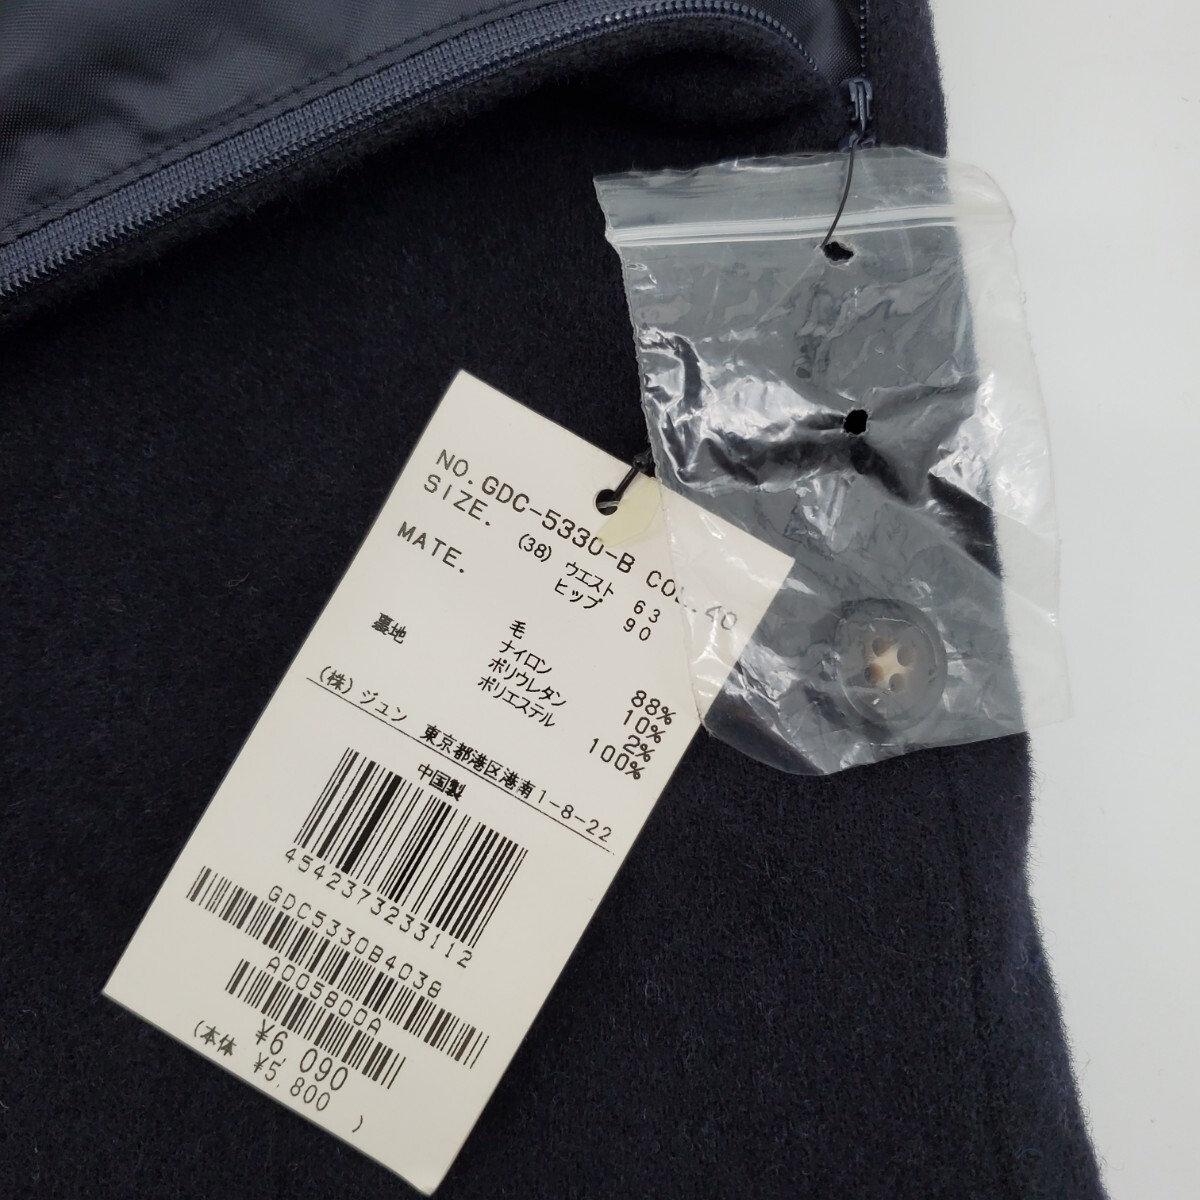 NO.GDC-5330-B COL.40
SIZE. (38) ウエスト 63
ヒップ 90
MATE.
毛 88%
ナイロン 10%
ポリウレタン 2%
裏地 ポリエステル 100%
(株)ジュン 東京都港区港南1-8-22
中国製
4542373233112
GDC5330B4038
A005800A
¥6,090
(本体 ¥5,800 )